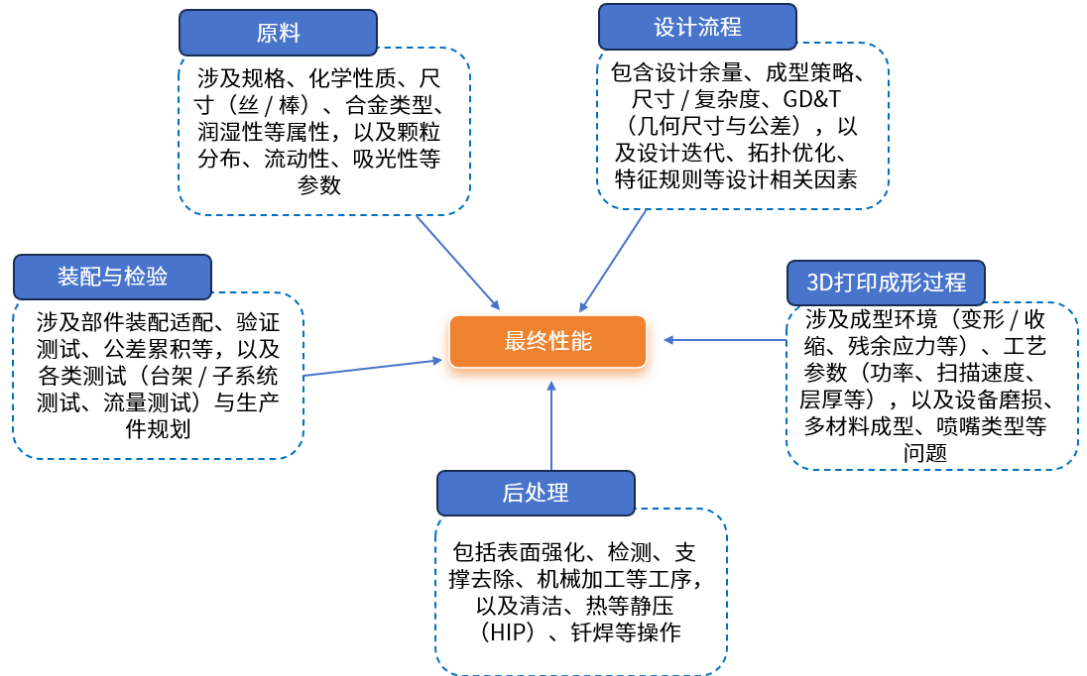 原料
涉及规格、化学性质、尺
寸（丝 / 棒）、合金类型、
润湿性等属性，以及颗粒
分布、流动性、吸光性等
参数
设计流程
包含设计余量、成型策略、
尺寸 / 复杂度、GD&T
（几何尺寸与公差），以
及设计迭代、拓扑优化、
特征规则等设计相关因素
装配与检验
涉及部件装配适配、验证
测试、公差累积等，以及
各类测试（台架 / 子系统
测试、流量测试）与生产
件规划
最终性能
3D打印成形过程
涉及成型环境（变形 / 收
缩、残余应力等）、工艺
参数（功率、扫描速度、
层厚等），以及设备磨损、
多材料成型、喷嘴类型等
问题
后处理
包括表面强化、检测、支
撑去除、机械加工等工序，
以及清洁、热等静压
（HIP）、钎焊等操作